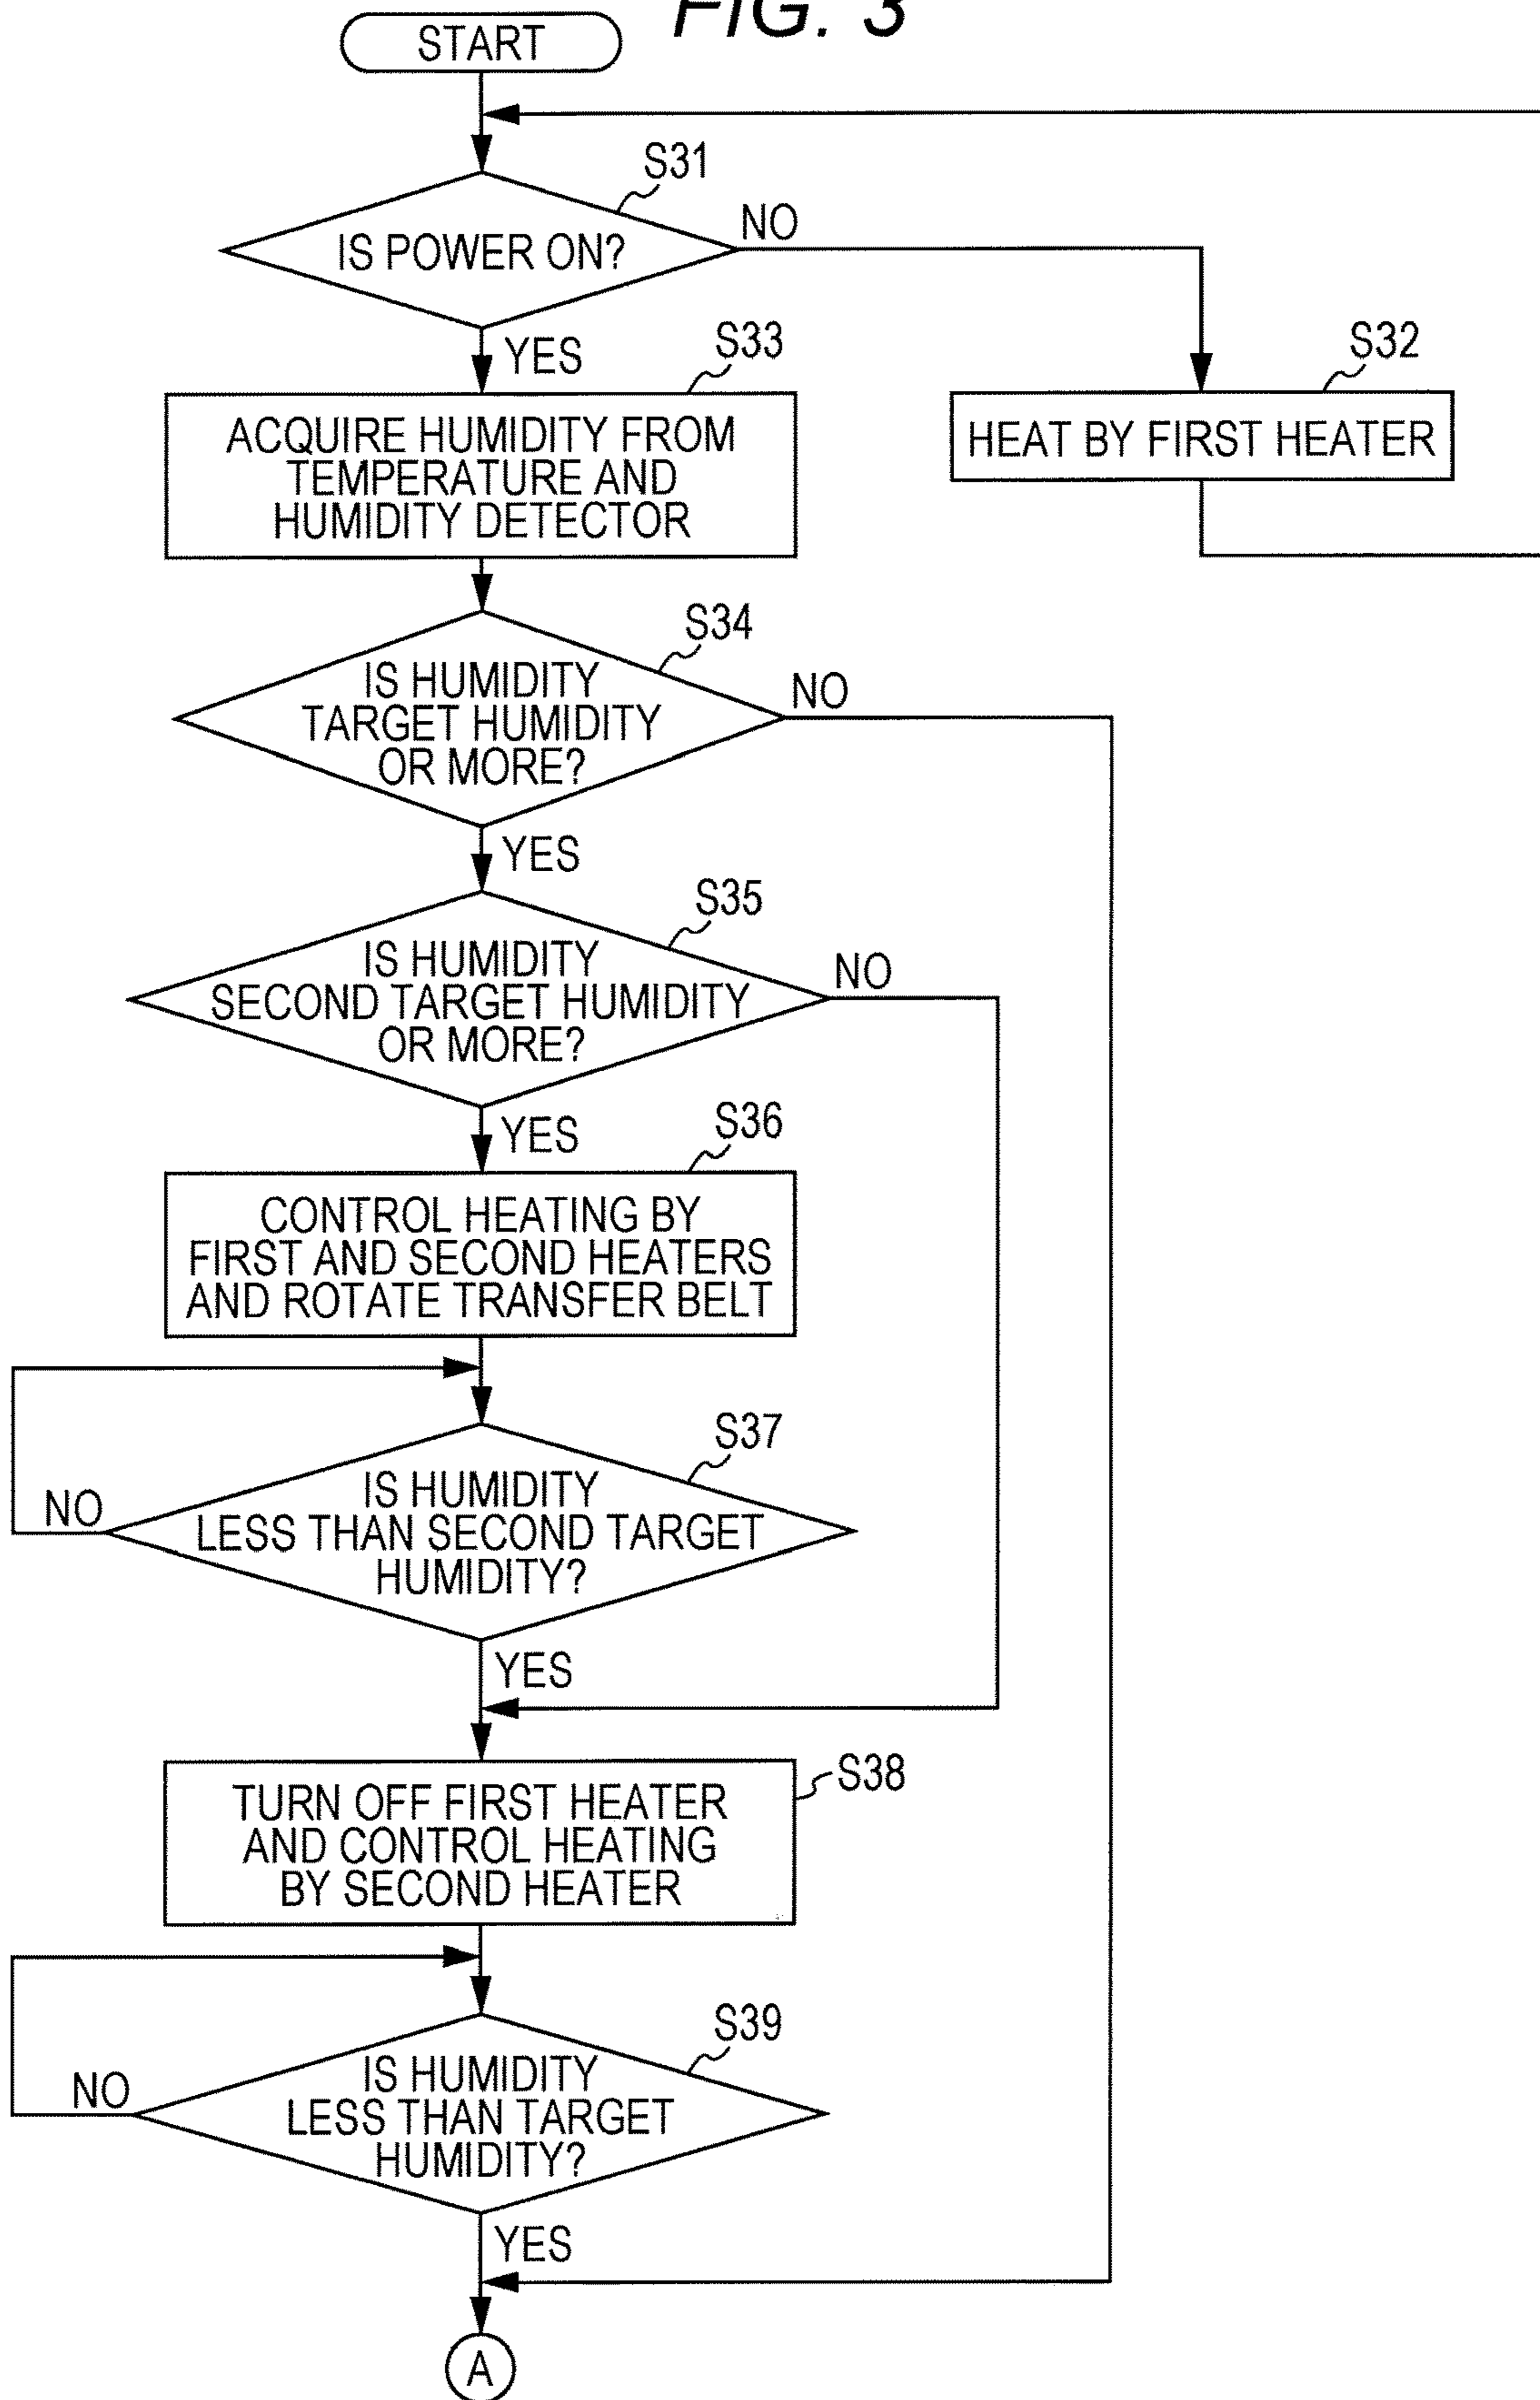 FIG. 3
START
S31
IS POWER ON?
NO
YES
S33
S32
ACQUIRE HUMIDITY FROM
TEMPERATURE AND
HUMIDITY DETECTOR
HEAT BY FIRST HEATER
S34
IS HUMIDITY
TARGET HUMIDITY
OR MORE?
NO
YES
S35
IS HUMIDITY
SECOND TARGET HUMIDITY
OR MORE?
NO
YES
S36
CONTROL HEATING BY
FIRST AND SECOND HEATERS
AND ROTATE TRANSFER BELT
S37
IS HUMIDITY
LESS THAN SECOND TARGET
HUMIDITY?
NO
YES
S38
TURN OFF FIRST HEATER
AND CONTROL HEATING
BY SECOND HEATER
S39
IS HUMIDITY
LESS THAN TARGET
HUMIDITY?
NO
YES
A